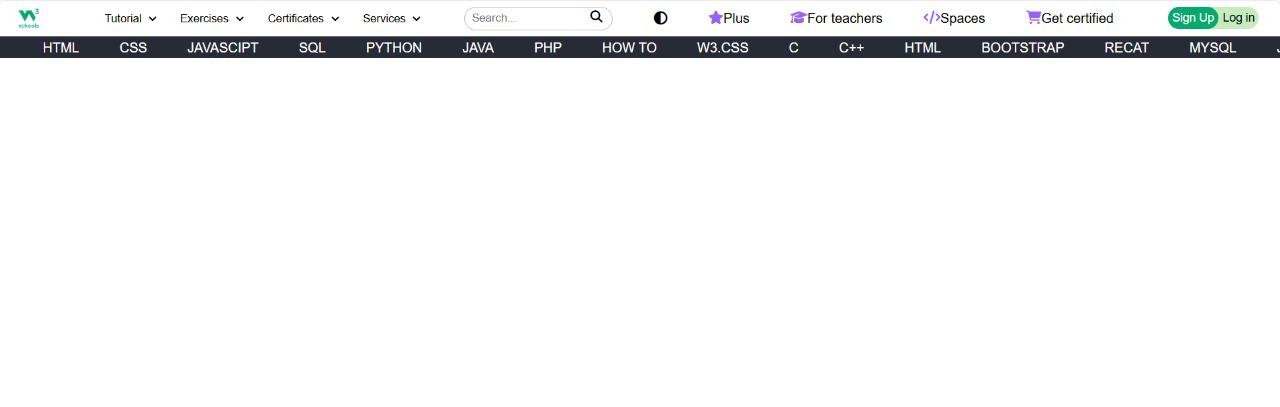 W3 schools Tutorial Exercises Certificates Services Search... Plus For teachers Spaces Get certified Sign Up Log in
HTML CSS JAVASCIPT SQL PYTHON JAVA PHP HOW TO W3.CSS C C++ HTML BOOTSTRAP RECAT MYSQL